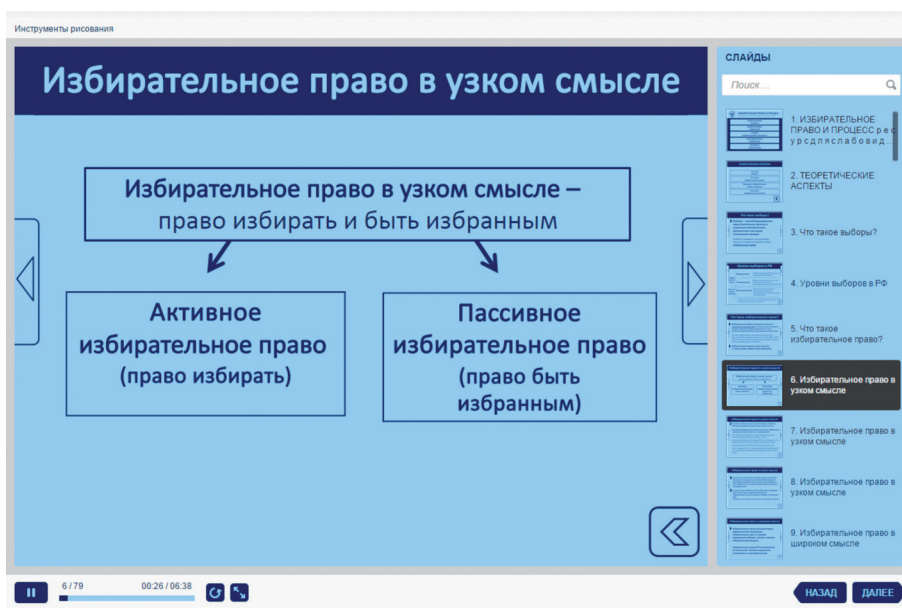 Инструменты рисования
Избирательное право в узком смысле
Избирательное право в узком смысле –
право избирать и быть избранным
Активное
избирательное право
(право избирать)
Пассивное
избирательное право
(право быть
избранным)
СЛАЙДЫ
Поиск...
1. ИЗБИРАТЕЛЬНОЕ
ПРАВО И ПРОЦЕСС р е с
у р с д л я с л а б о в и д ...
2. ТЕОРЕТИЧЕСКИЕ
АСПЕКТЫ
3. Что такое выборы?
4. Уровни выборов в РФ
5. Что такое
избирательное право?
6. Избирательное право в
узком смысле
7. Избирательное право в
узком смысле
8. Избирательное право в
узком смысле
9. Избирательное право в
широком смысле
6 / 79
00:26 / 06:38
НАЗАД
ДАЛЕЕ